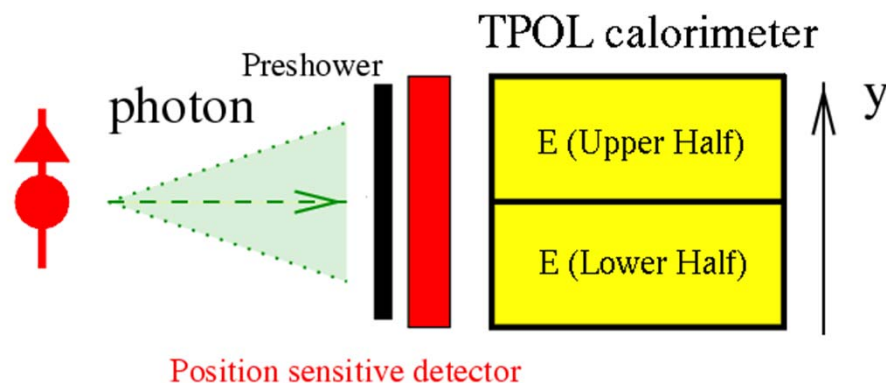 TPOL calorimeter
Preshower
photon
y
E (Upper Half)
E (Lower Half)
Position sensitive detector